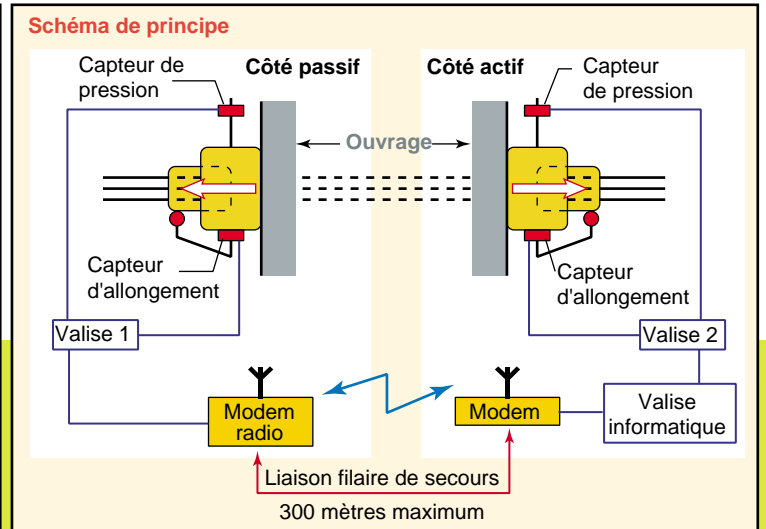 Schéma de principe
Capteur de
pression
Côté passif
Côté actif
Capteur
de pression
Ouvrage
Capteur
d'allongement
Capteur
d'allongement
Valise 1
Valise 2
Modem
radio
Modem
Valise
informatique
Liaison filaire de secours
300 mètres maximum